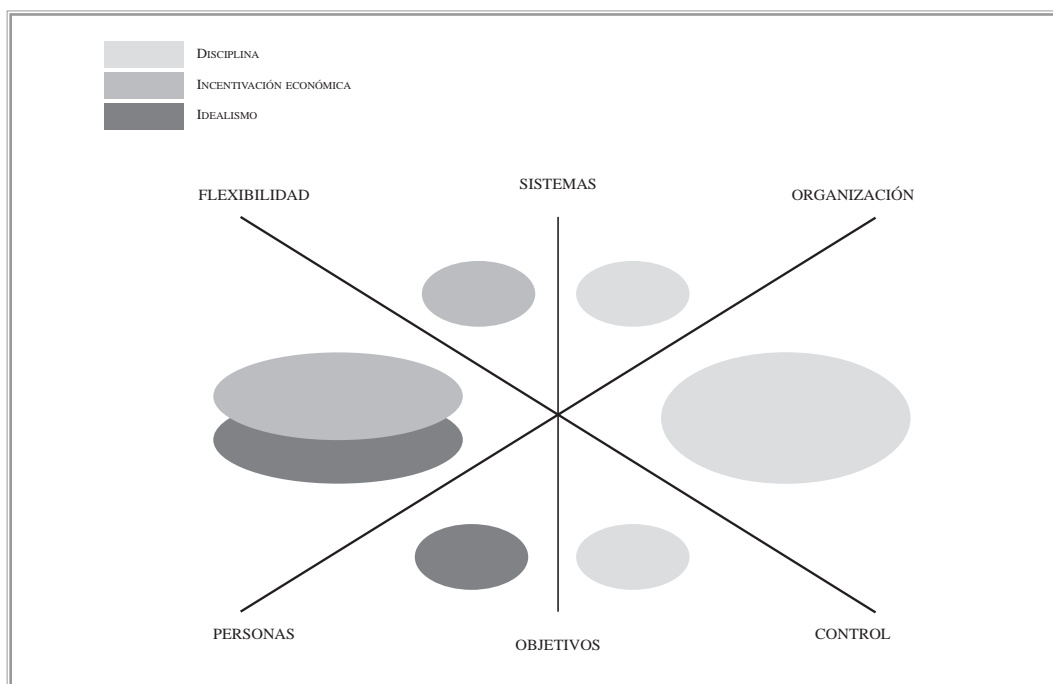 Disciplina
Incentivación económica
Idealismo
SISTEMAS
FLEXIBILIDAD
ORGANIZACIÓN
PERSONAS
CONTROL
OBJETIVOS